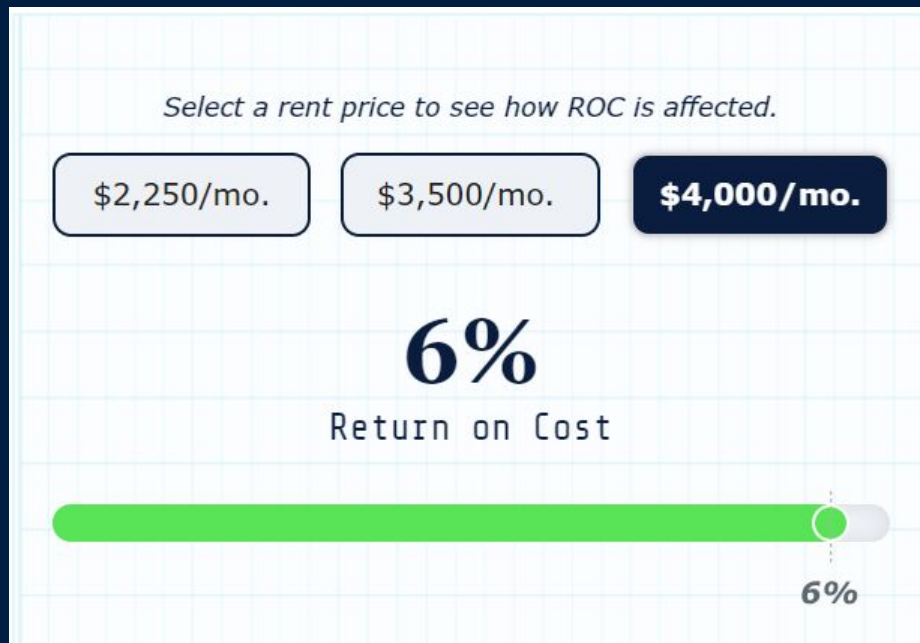 Select a rent price to see how ROC is affected.
$2,250/mo. $3,500/mo. $4,000/mo.
6%
Return on Cost
6%